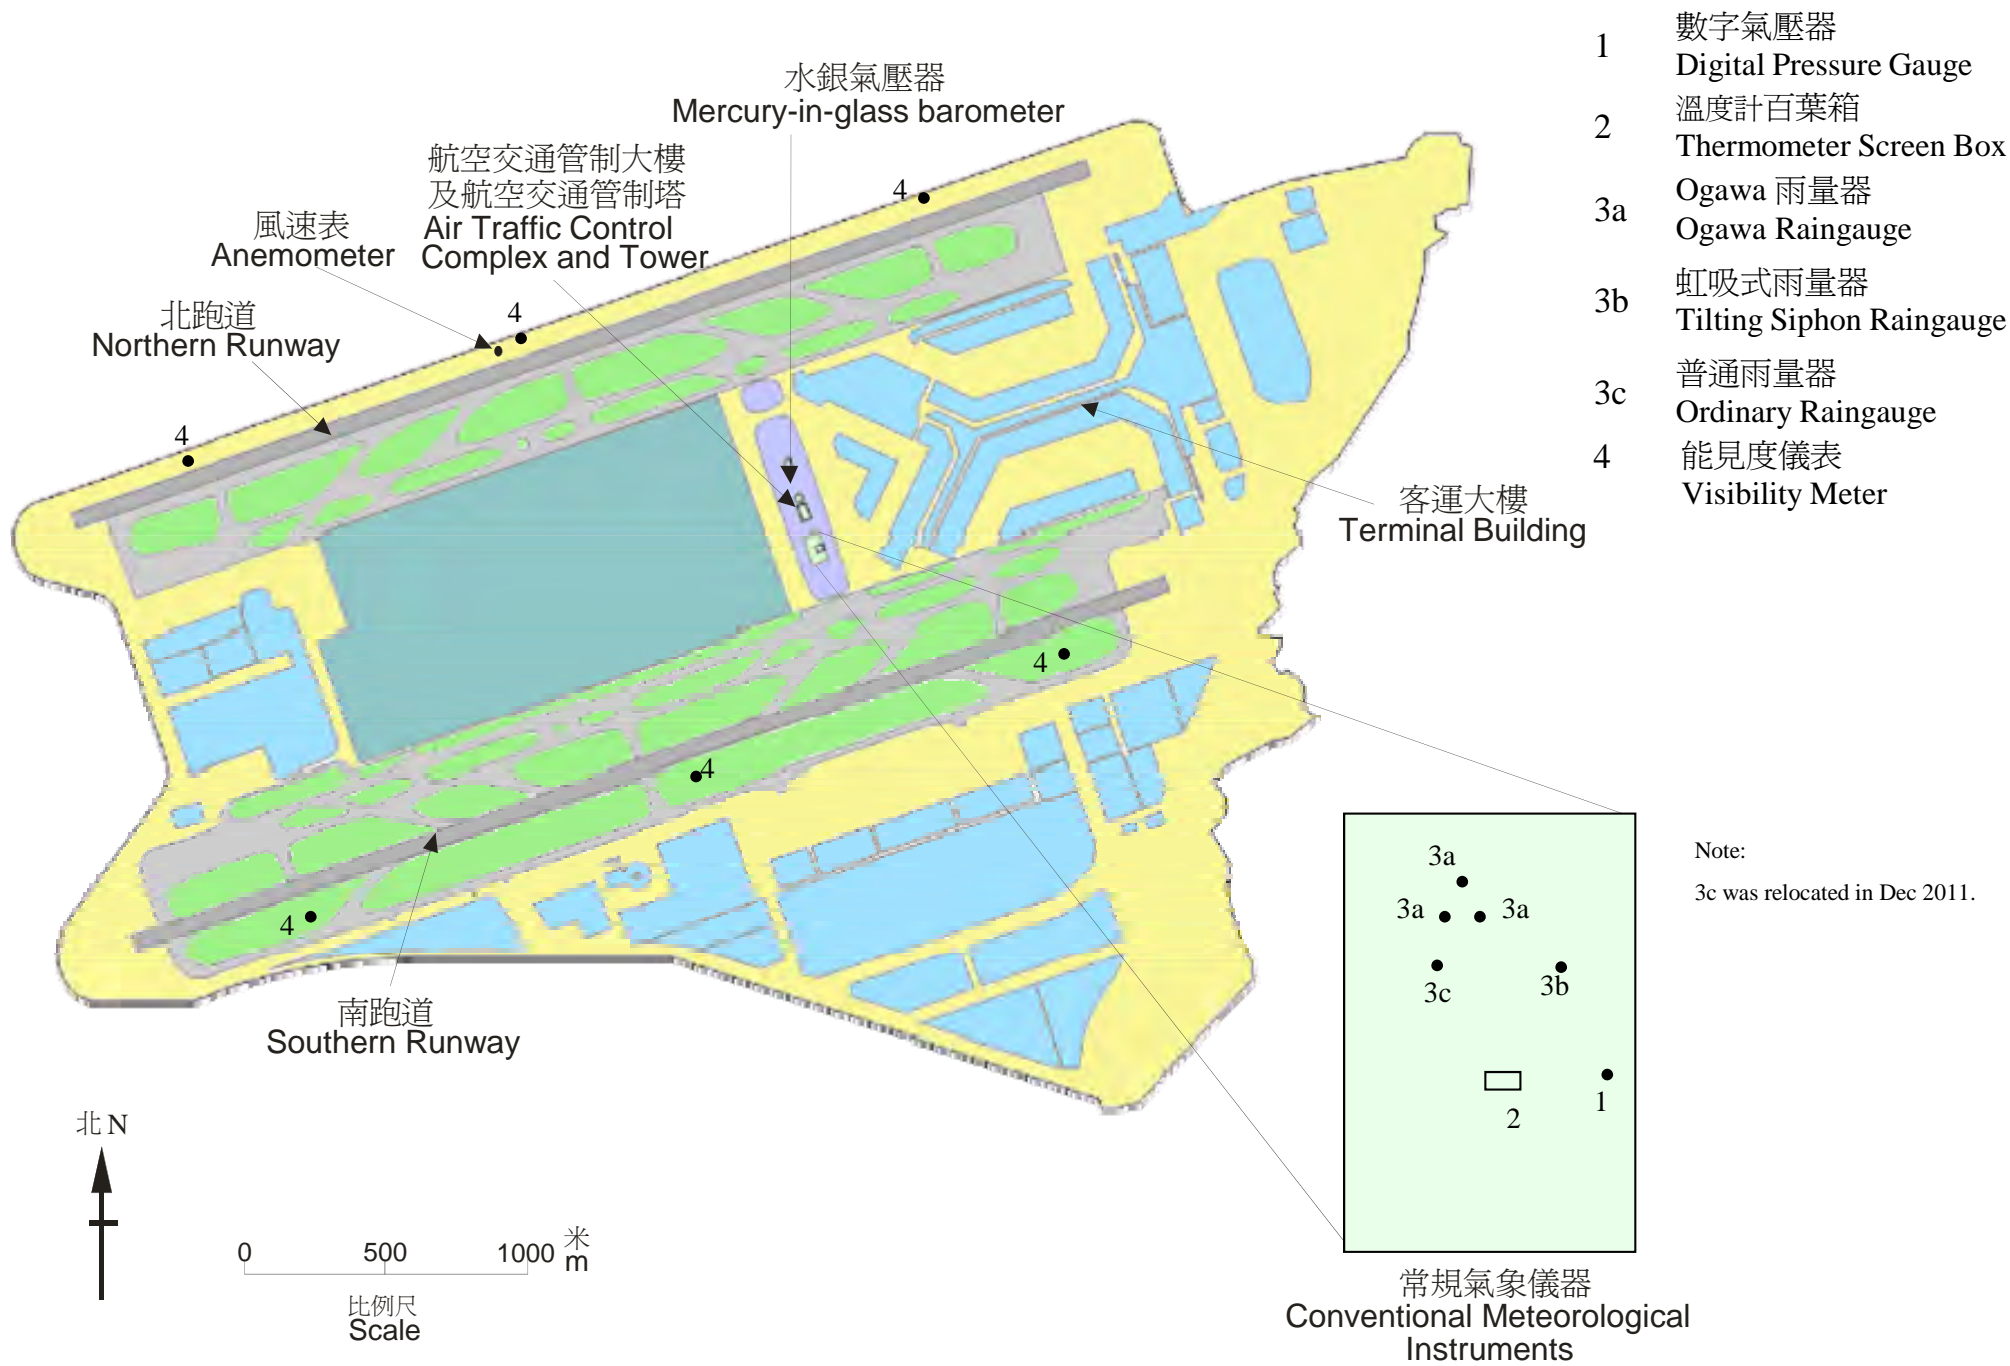 水銀氣壓器
Mercury-in-glass barometer
航空交通管制大樓
及航空交通管制塔
Air Traffic Control
Complex and Tower
風速表
Anemometer
北跑道
Northern Runway
4
4
4
客運大樓
Terminal Building
4
4
4
南跑道
Southern Runway
1 數字氣壓器
Digital Pressure Gauge
2 溫度計百葉箱
Thermometer Screen Box
3a Ogawa 雨量器
Ogawa Raingauge
3b 虹吸式雨量器
Tilting Siphon Raingauge
3c 普通雨量器
Ordinary Raingauge
4 能見度儀表
Visibility Meter
3a
3a 3a
3c 3b
2 1
常規氣象儀器
Conventional Meteorological
Instruments
Note:
3c was relocated in Dec 2011.
北 N
0 500 1000 米
m
比例尺
Scale